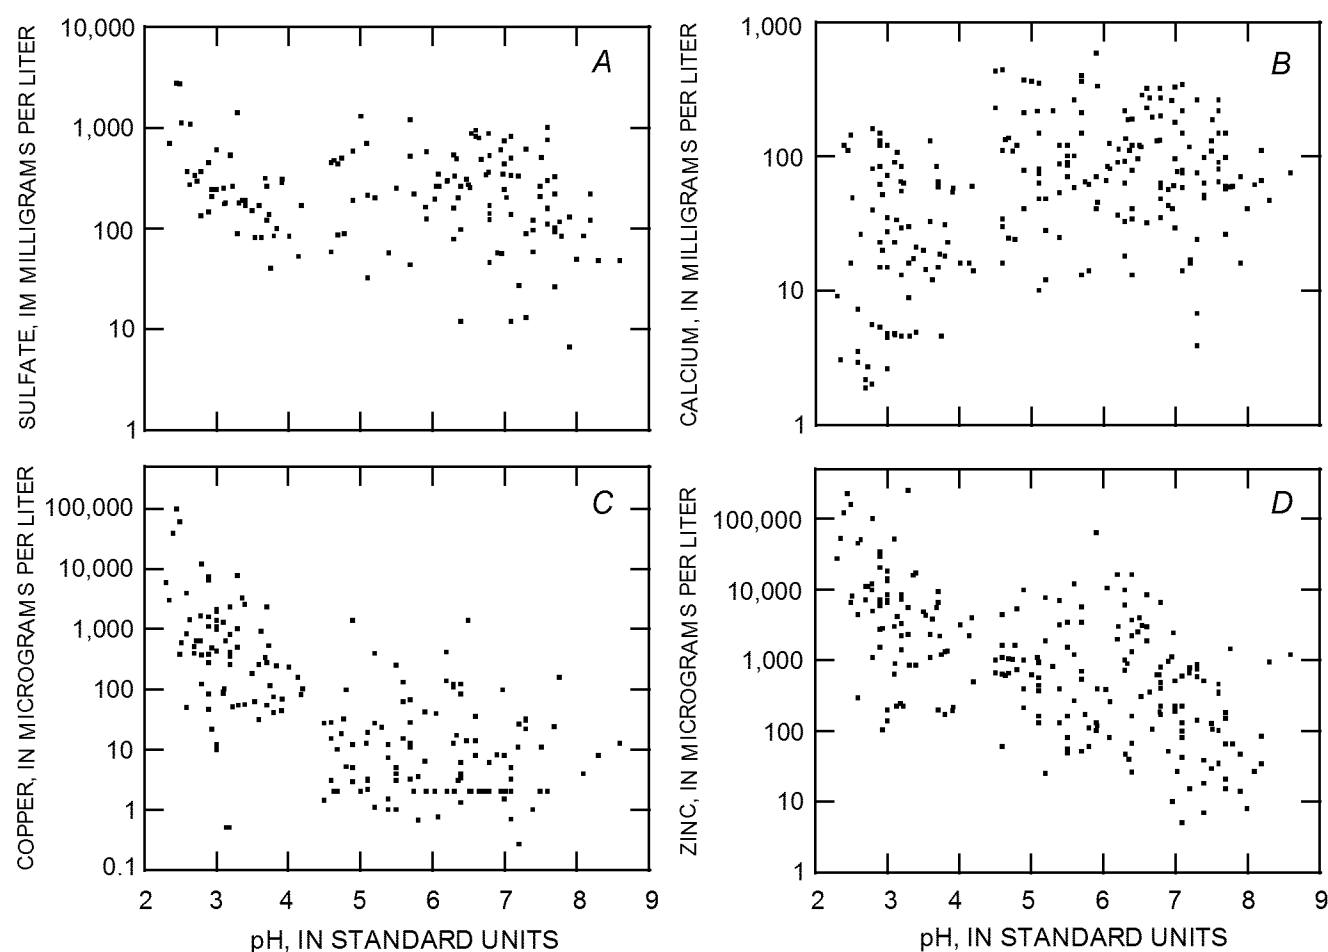 SULFATE, IM MILLIGRAMS PER LITER
10,000
1,000
100
10
1
A
CALCIUM, IN MILLIGRAMS PER LITER
1,000
100
10
1
B
COPPER, IN MICROGRAMS PER LITER
100,000
10,000
1,000
100
10
1
0.1
C
2 3 4 5 6 7 8 9
pH, IN STANDARD UNITS
ZINC, IN MICROGRAMS PER LITER
100,000
10,000
1,000
100
10
1
D
2 3 4 5 6 7 8 9
pH, IN STANDARD UNITS